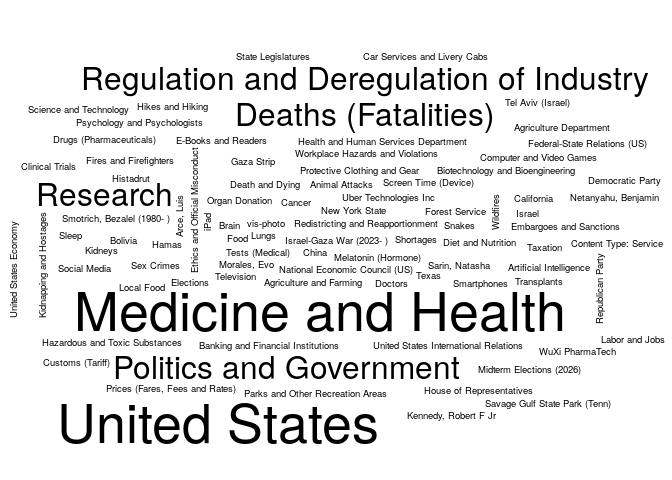 State Legislatures
Car Services and Livery Cabs
Regulation and Deregulation of Industry
Science and Technology
Hikes and Hiking
Deaths (Fatalities)
Tel Aviv (Israel)
Psychology and Psychologists
Agriculture Department
Drugs (Pharmaceuticals)
E-Books and Readers
Health and Human Services Department
Federal-State Relations (US)
Workplace Hazards and Violations
Clinical Trials
Fires and Firefighters
Gaza Strip
Computer and Video Games
Protective Clothing and Gear
Biotechnology and Bioengineering
Histadrut
Death and Dying
Animal Attacks
Screen Time (Device)
Democratic Party
Research
Arce, Luis
Ethics and Official Misconduct
iPad
Organ Donation
Cancer
Uber Technologies Inc
Wildfires
California
Netanyahu, Benjamin
New York State
Forest Service
Israel
United States Economy
Kidnapping and Hostages
Smotrich, Bezalel (1980- )
Brain
vis-photo
Redistricting and Reapportionment
Snakes
Embargoes and Sanctions
Sleep
Bolivia
Hamas
Food
Lungs
Israel-Gaza War (2023- )
Shortages
Diet and Nutrition
Taxation
Content Type: Service
Kidneys
Tests (Medical)
China
Melatonin (Hormone)
Social Media
Sex Crimes
Morales, Evo
National Economic Council (US)
Texas
Sarin, Natasha
Artificial Intelligence
Republican Party
Television
Local Food
Elections
Agriculture and Farming
Doctors
Smartphones
Transplants
Medicine and Health
Hazardous and Toxic Substances
Banking and Financial Institutions
United States International Relations
Labor and Jobs
WuXi PharmaTech
Customs (Tariff)
Politics and Government
Midterm Elections (2026)
Prices (Fares, Fees and Rates)
Parks and Other Recreation Areas
House of Representatives
United States
Savage Gulf State Park (Tenn)
Kennedy, Robert F Jr